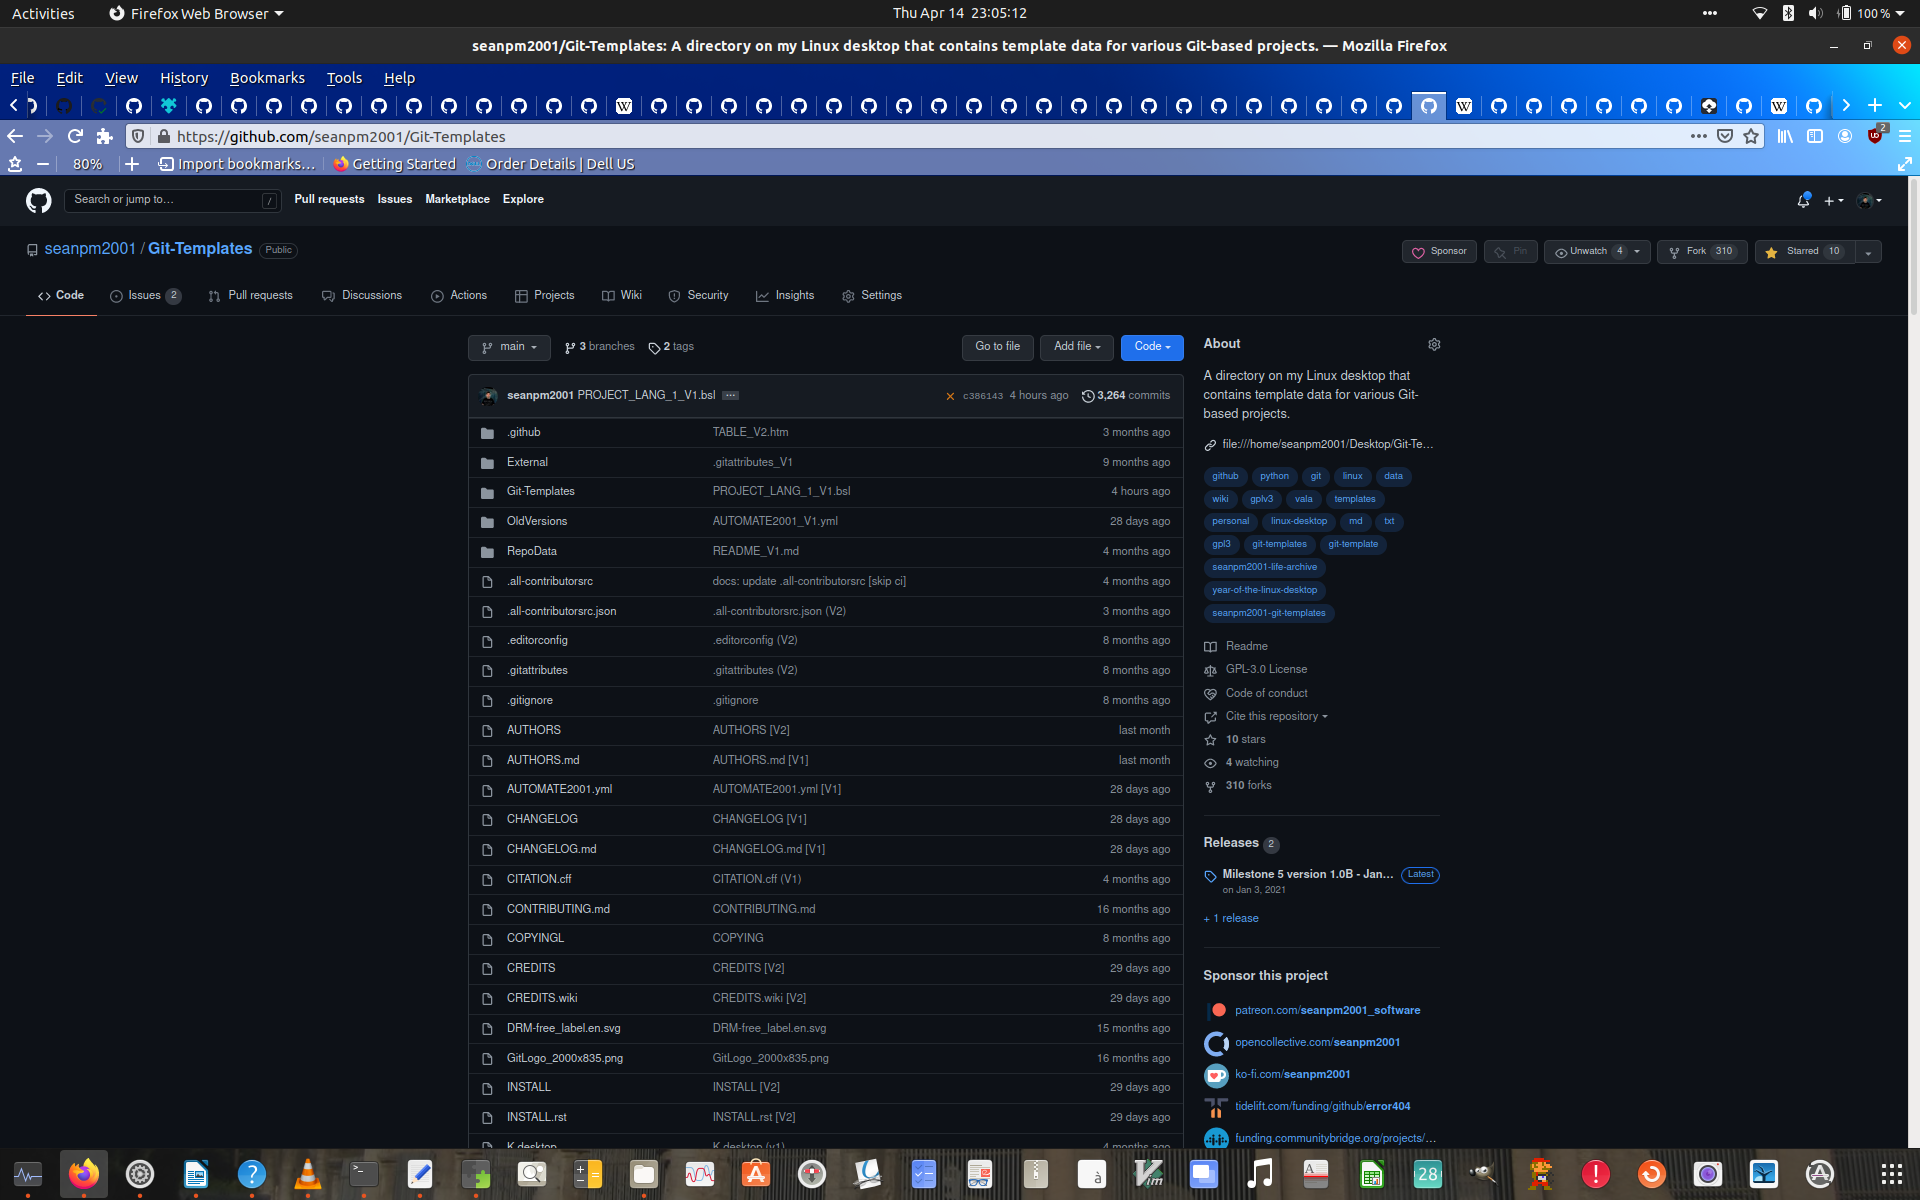 Activities Firefox Web Browser Thu Apr 14 23:05:12 100 %
seanpm2001/Git-Templates: A directory on my Linux desktop that contains template data for various Git-based projects. — Mozilla Firefox
File Edit View History Bookmarks Tools Help
https://github.com/seanpm2001/Git-Templates 2
80% Import bookmarks... Getting Started Order Details | Dell US
Search or jump to... / Pull requests Issues Marketplace Explore
seanpm2001 / Git-Templates Public Sponsor Pin Unwatch 4 Fork 310 Starred 10
Code Issues 2 Pull requests Discussions Actions Projects Wiki Security Insights Settings
main 3 branches 2 tags Go to file Add file Code
seanpm2001 PROJECT_LANG_1_V1.bsl c386143 4 hours ago 3,264 commits
.github TABLE_V2.htm 3 months ago
External .gitattributes_V1 9 months ago
Git-Templates PROJECT_LANG_1_V1.bsl 4 hours ago
OldVersions AUTOMATE2001_V1.yml 28 days ago
RepoData README_V1.md 4 months ago
.all-contributorsrc docs: update .all-contributorsrc [skip ci] 4 months ago
.all-contributorsrc.json .all-contributorsrc.json (V2) 3 months ago
.editorconfig .editorconfig (V2) 8 months ago
.gitattributes .gitattributes (V2) 8 months ago
.gitignore .gitignore 8 months ago
AUTHORS AUTHORS [V2] last month
AUTHORS.md AUTHORS.md [V1] last month
AUTOMATE2001.yml AUTOMATE2001.yml [V1] 28 days ago
CHANGELOG CHANGELOG [V1] 28 days ago
CHANGELOG.md CHANGELOG.md [V1] 28 days ago
CITATION.cff CITATION.cff (V1) 4 months ago
CONTRIBUTING.md CONTRIBUTING.md 16 months ago
COPYINGL COPYING 8 months ago
CREDITS CREDITS [V2] 29 days ago
CREDITS.wiki CREDITS.wiki [V2] 29 days ago
DRM-free_label.en.svg DRM-free_label.en.svg 15 months ago
GitLogo_2000x835.png GitLogo_2000x835.png 16 months ago
INSTALL INSTALL [V2] 29 days ago
INSTALL.rst INSTALL.rst [V2] 29 days ago
K.desktop K.desktop (v1) 4 months ago
About
A directory on my Linux desktop that
contains template data for various Git-
based projects.
file:///home/seanpm2001/Desktop/Git-Te...
github python git linux data
wiki gplv3 vala templates
personal linux-desktop md txt
gpl3 git-templates git-template
seanpm2001-life-archive
year-of-the-linux-desktop
seanpm2001-git-templates
Readme
GPL-3.0 License
Code of conduct
Cite this repository
10 stars
4 watching
310 forks
Releases 2
Milestone 5 version 1.0B - Jan... Latest
on Jan 3, 2021
+ 1 release
Sponsor this project
patreon.com/seanpm2001_software
opencollective.com/seanpm2001
ko-fi.com/seanpm2001
tidelift.com/funding/github/error404
funding.communitybridge.org/projects/...
28